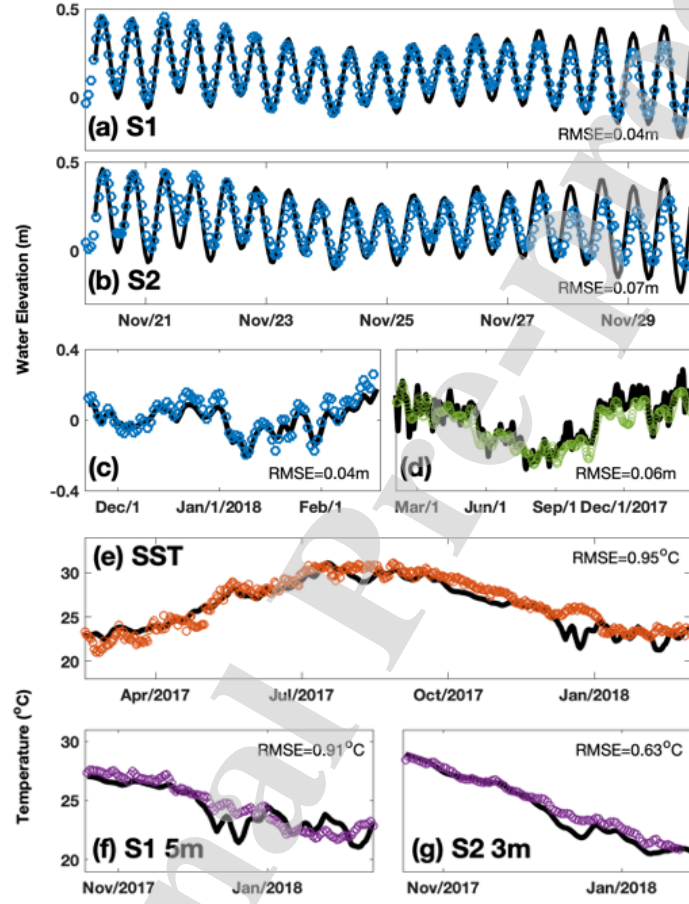 0.5
0
(a) S1
RMSE=0.04m
0.5
0
(b) S2
RMSE=0.07m
Nov/21 Nov/23 Nov/25 Nov/27 Nov/29
Water Elevation (m)
0.4
0
-0.4
(c)
RMSE=0.04m
(d)
RMSE=0.06m
Dec/1 Jan/1/2018 Feb/1
Mar/1 Jun/1 Sep/1 Dec/1/2017
(e) SST
RMSE=0.95°C
30
25
20
Apr/2017 Jul/2017 Oct/2017 Jan/2018
Temperature (°C)
30
25
20
RMSE=0.91°C
(f) S1 5m
RMSE=0.63°C
(g) S2 3m
Nov/2017 Jan/2018
Nov/2017 Jan/2018
nal Pre-pro